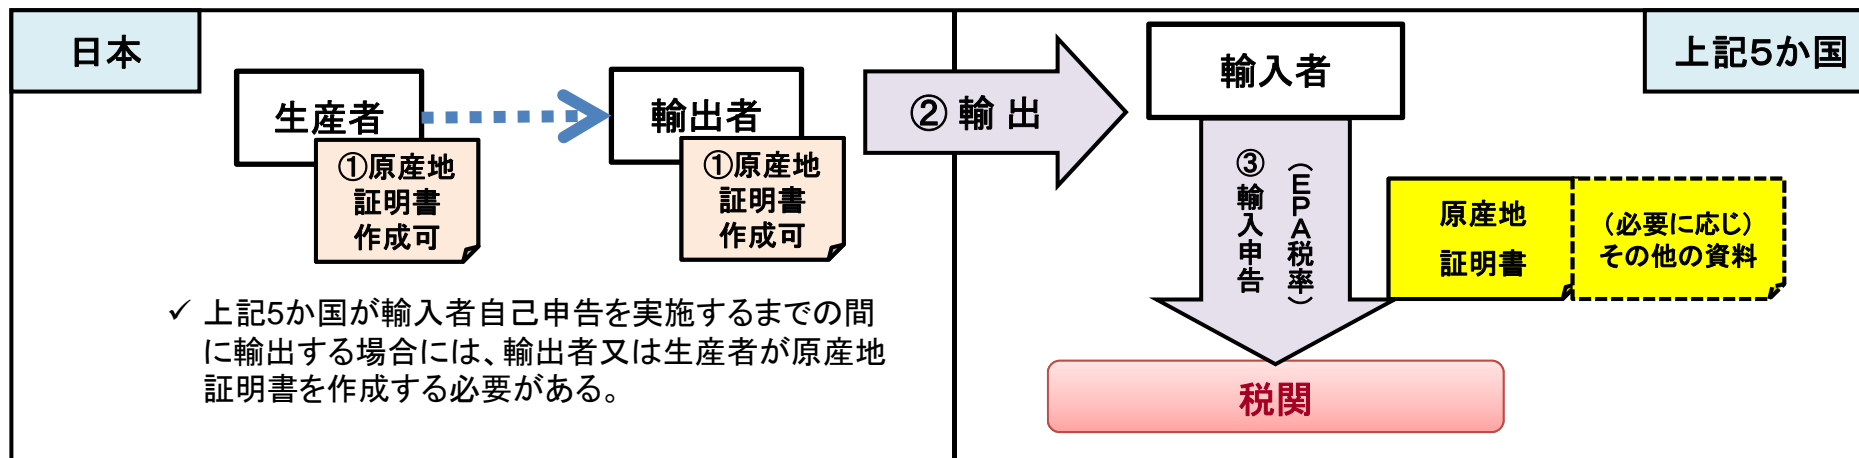 日本
生産者
①原産地
証明書
作成可
輸出者
①原産地
証明書
作成可
✓ 上記5か国が輸入者自己申告を実施するまでの間
に輸出する場合には、輸出者又は生産者が原産地
証明書を作成する必要がある。
②輸出
上記5か国
輸入者
③輸入申告
(EPA税率)
原産地
証明書
(必要に応じ)
その他の資料
税関